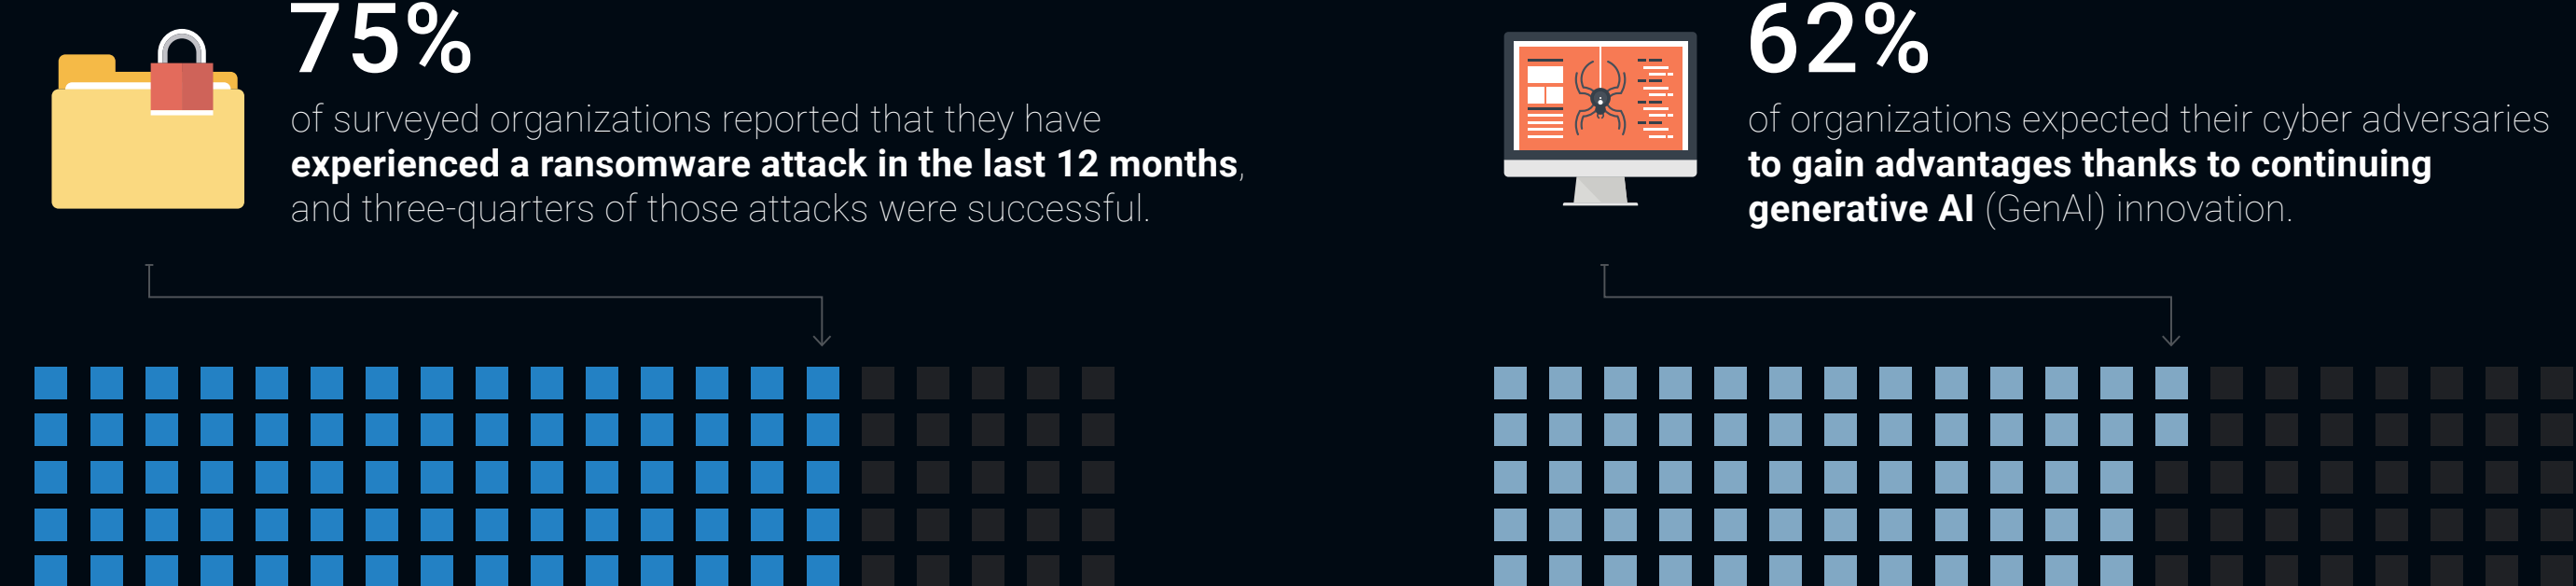 75%
of surveyed organizations reported that they have
experienced a ransomware attack in the last 12 months,
and three-quarters of those attacks were successful.
62%
of organizations expected their cyber adversaries
to gain advantages thanks to continuing
generative AI (GenAI) innovation.